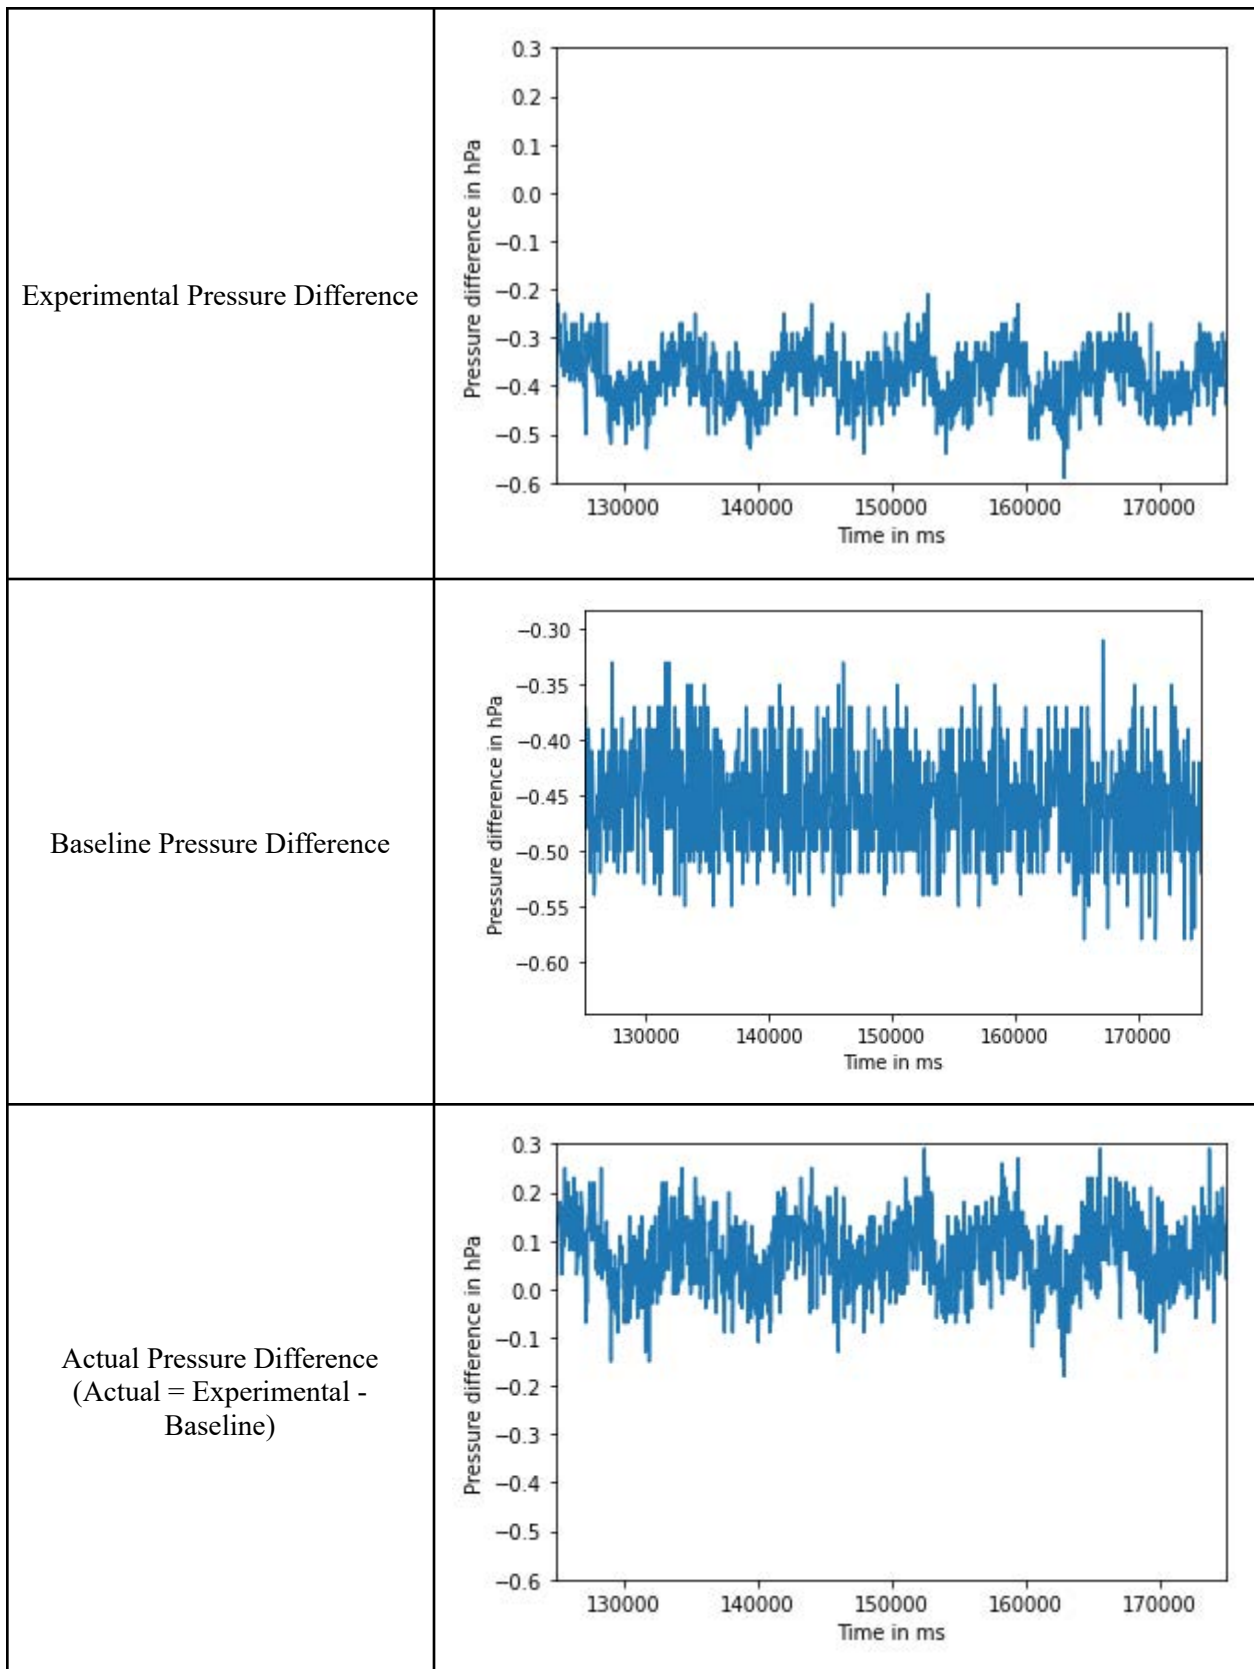 Experimental Pressure Difference
0.3
0.2
0.1
0.0
−0.1
−0.2
−0.3
−0.4
−0.5
−0.6
Pressure difference in hPa
130000 140000 150000 160000 170000
Time in ms
Baseline Pressure Difference
−0.30
−0.35
−0.40
−0.45
−0.50
−0.55
−0.60
Pressure difference in hPa
130000 140000 150000 160000 170000
Time in ms
Actual Pressure Difference
(Actual = Experimental -
Baseline)
0.3
0.2
0.1
0.0
−0.1
−0.2
−0.3
−0.4
−0.5
−0.6
Pressure difference in hPa
130000 140000 150000 160000 170000
Time in ms